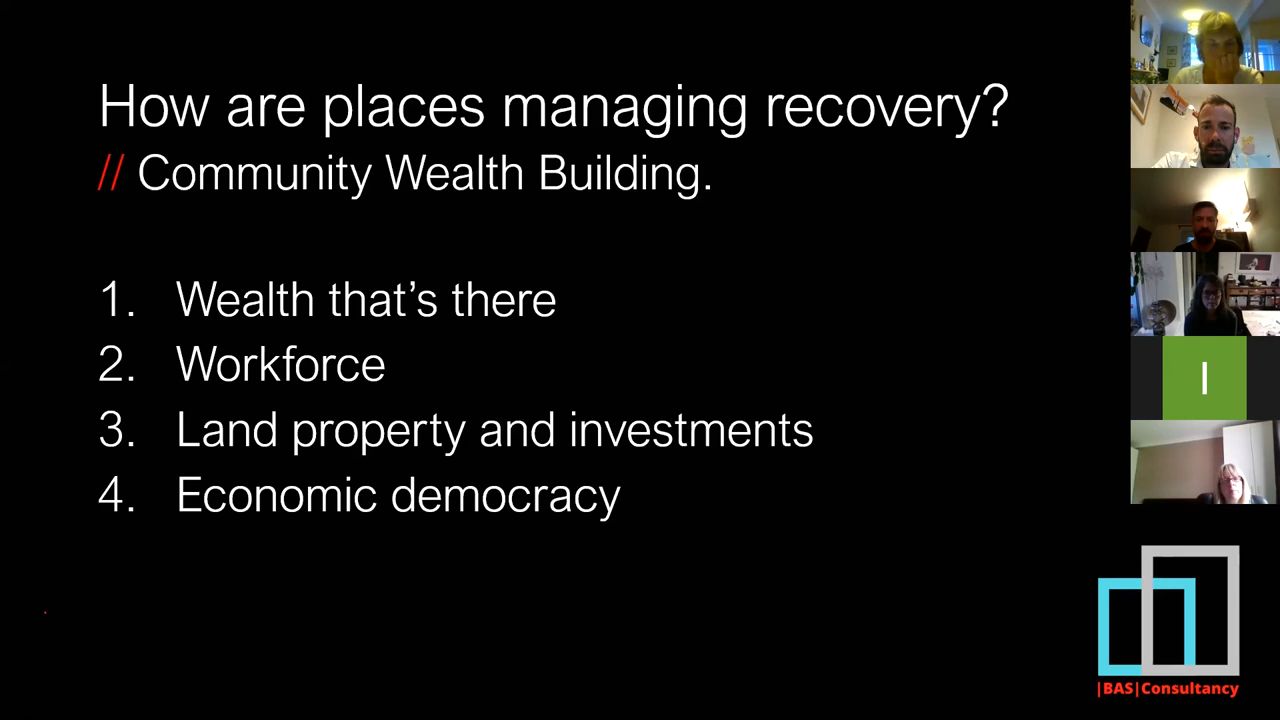 How are places managing recovery?
// Community Wealth Building.
1. Wealth that’s there
2. Workforce
3. Land property and investments
4. Economic democracy
I
|BAS|Consultancy